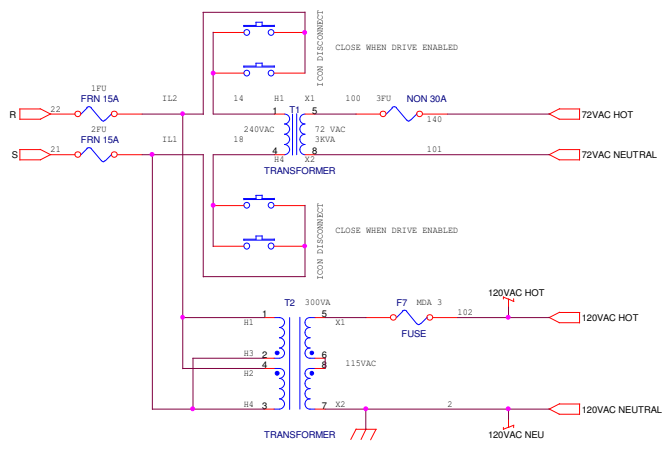 ICON DISCONNECT
CLOSE WHEN DRIVE ENABLED
1FU
FRN 15A
IL2
14
H1
T1
X1
100
3FU
NON 30A
R
22
1
5
140
72VAC HOT
2FU
FRN 15A
IL1
18
240VAC
72 VAC
3KVA
S
21
4
H4
8
X2
101
72VAC NEUTRAL
TRANSFORMER
ICON DISCONNECT
CLOSE WHEN DRIVE ENABLED
T2
300VA
F7
MDA 3
102
120VAC HOT
H1
1
5
X1
FUSE
120VAC HOT
H3
2
6
4
8
115VAC
H2
H4
3
7
X2
2
120VAC NEUTRAL
TRANSFORMER
120VAC NEU